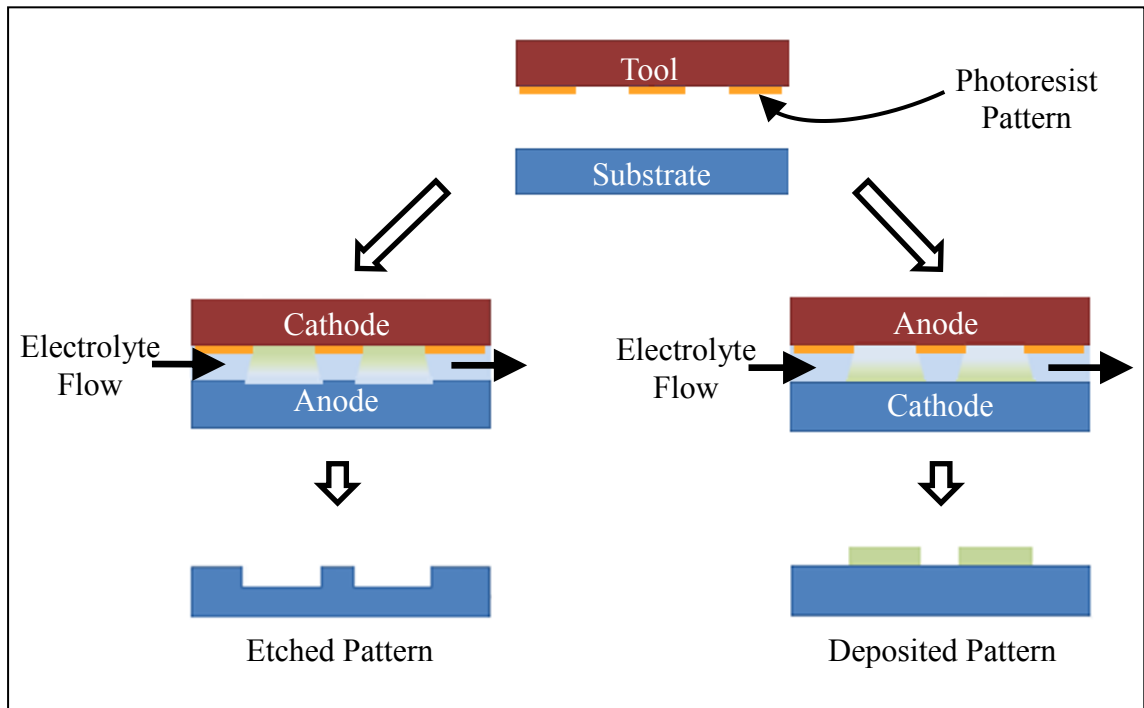 Tool
Photoresist
Pattern
Substrate
Cathode
Electrolyte
Flow
Anode
Anode
Electrolyte
Flow
Cathode
Etched Pattern
Deposited Pattern